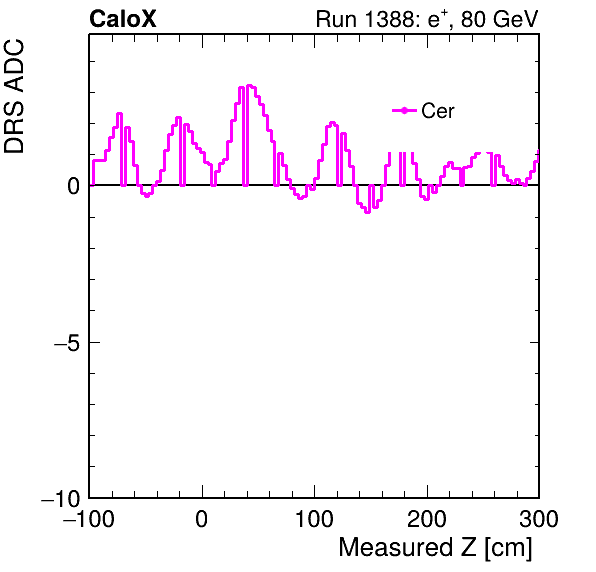 CaloX Run 1388: e+, 80 GeV
DRS ADC
Cer
0
−5
−10
−100 0 100 200 300
Measured Z [cm]